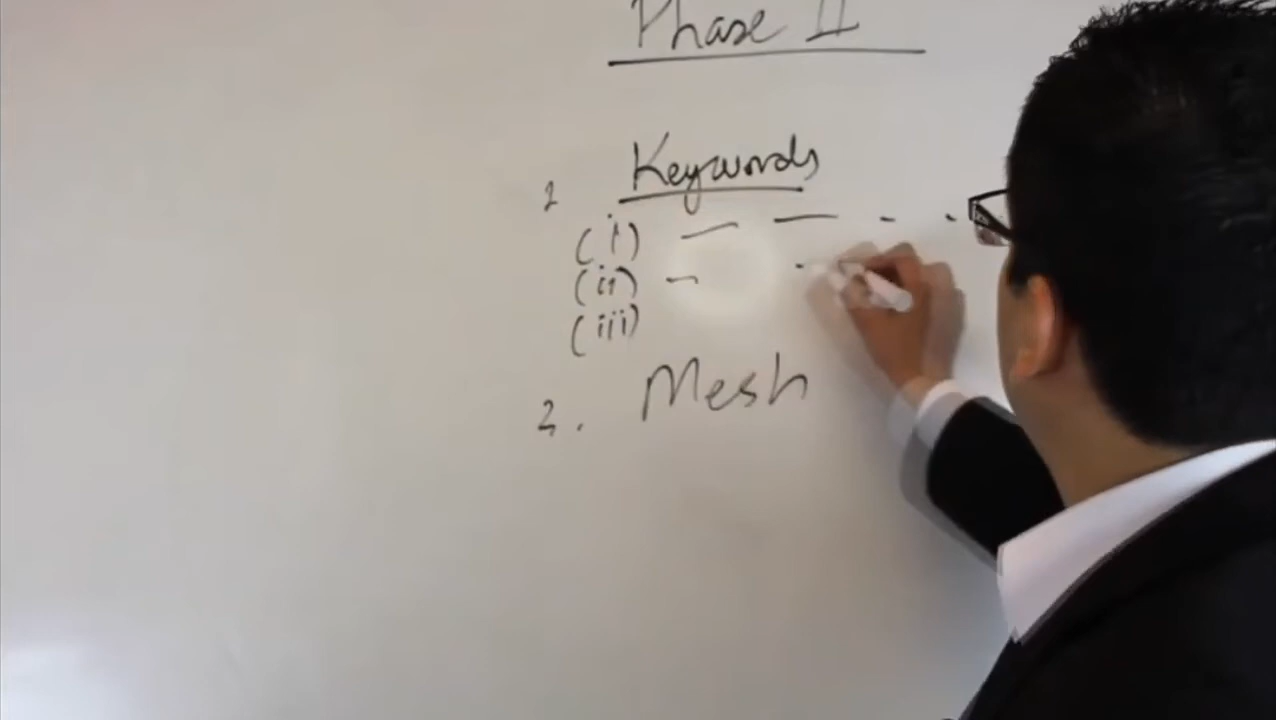 Phase II
1 Keywords
(i) — — - -
(ii) - -
(iii)
2. Mesh